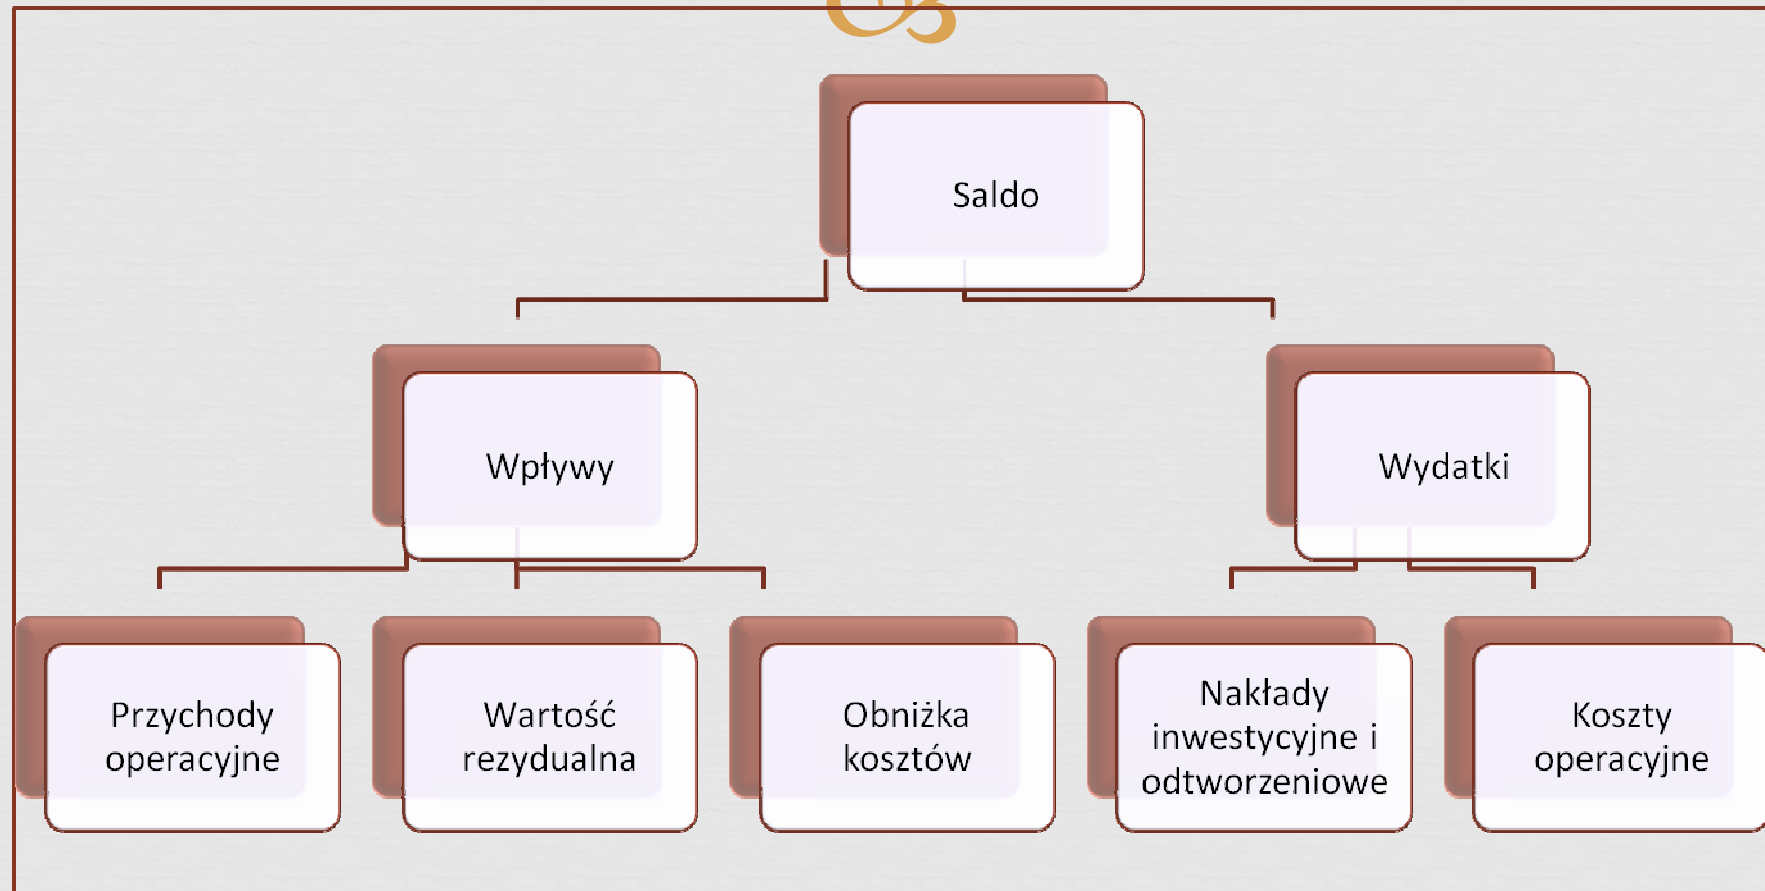 Saldo
Wpływy
Wydatki
Przychody
operacyjne
Wartość
rezydualna
Obniżka
kosztów
Nakłady
inwestycyjne i
odtworzeniowe
Koszty
operacyjne